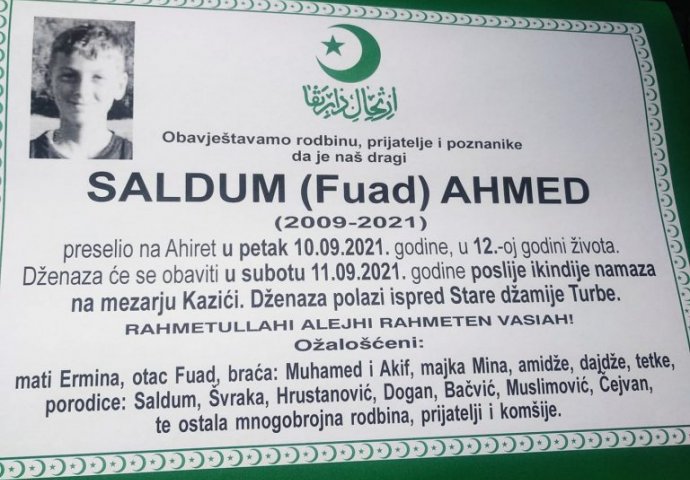 ارتحال دار بقا
Obavještavamo rodbinu, prijatelje i poznanike
da je naš dragi
SALDUM (Fuad) AHMED
(2009-2021)
preselio na Ahiret u petak 10.09.2021. godine, u 12.-oj godini života.
Dženaza će se obaviti u subotu 11.09.2021. godine poslije ikindije namaza
na mezarju Kazići. Dženaza polazi ispred Stare džamije Turbe.
RAHMETULLAHI ALEJHI RAHMETEN VASIAH!
Ožalošćeni:
mati Ermina, otac Fuad, braća: Muhamed i Akif, majka Mina, amidže, dajdže, tetke,
porodice: Saldum, Švraka, Hrustanović, Dogan, Bačvić, Muslimović, Čejvan,
te ostala mnogobrojna rodbina, prijatelji i komšije.